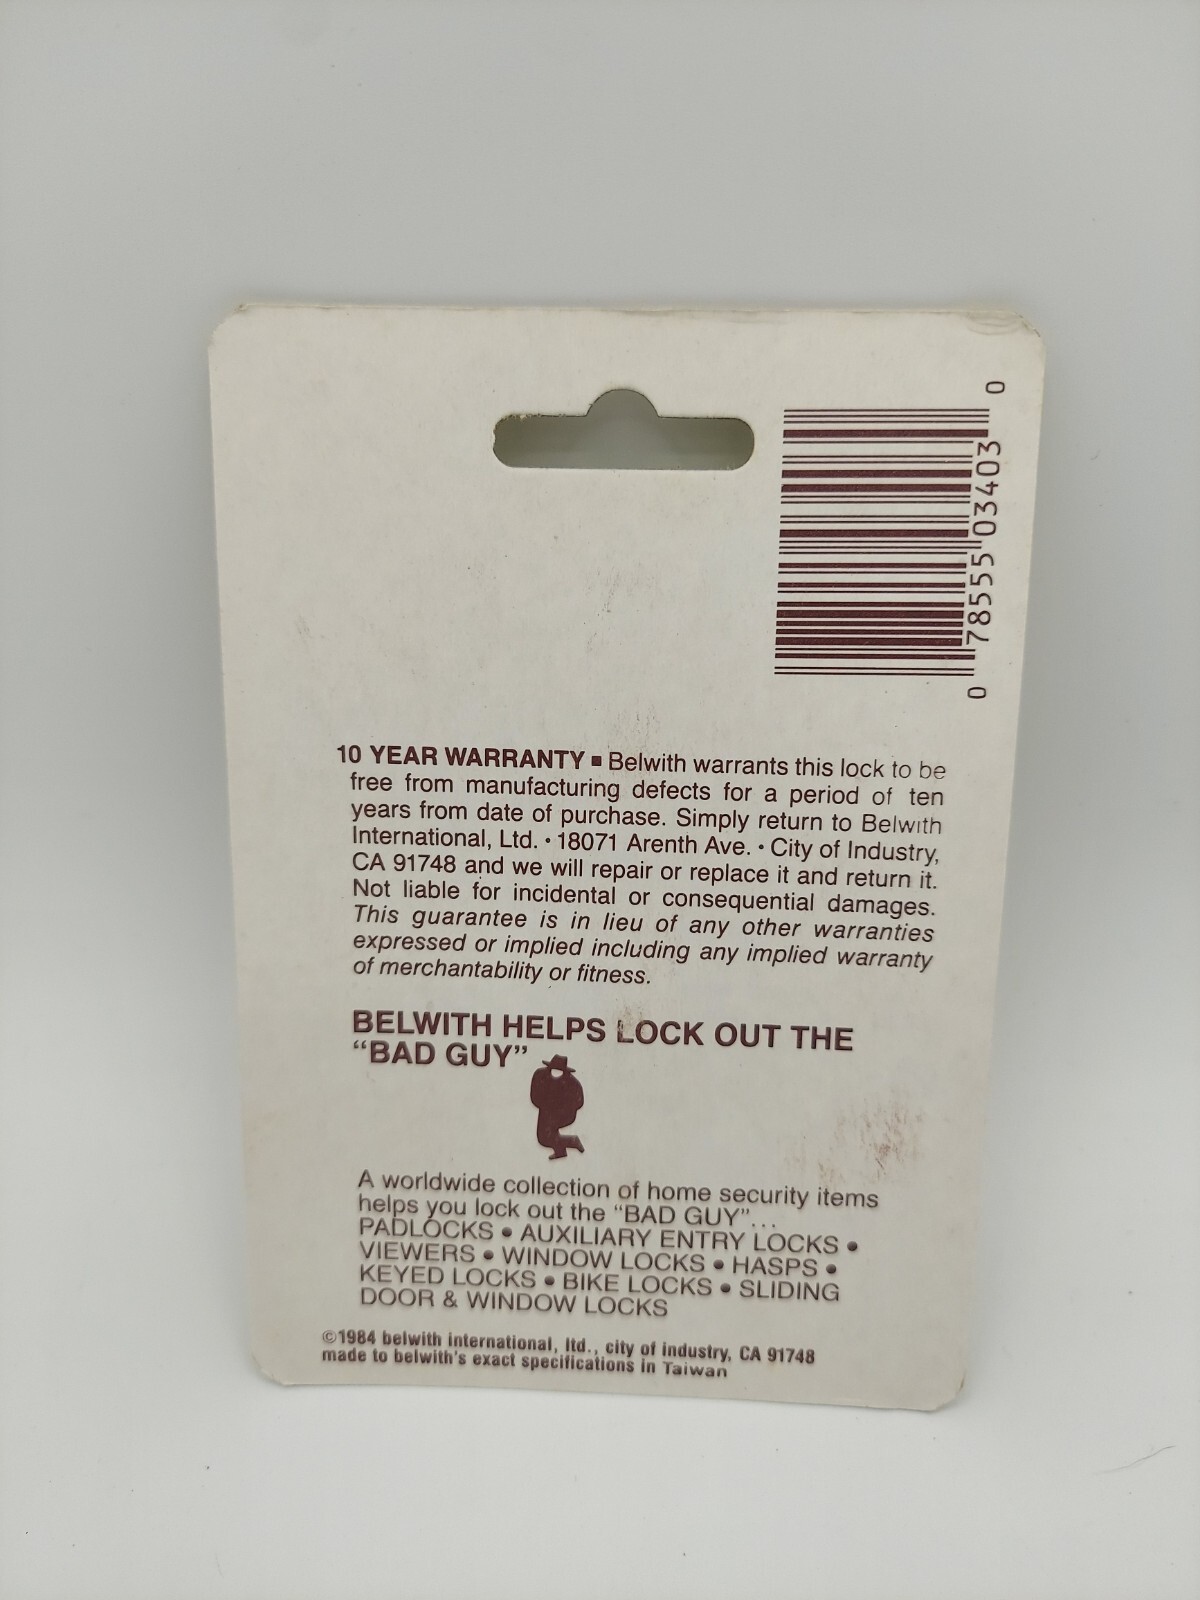 0 78555 03403 0
10 YEAR WARRANTY ▪ Belwith warrants this lock to be
free from manufacturing defects for a period of ten
years from date of purchase. Simply return to Belwith
International, Ltd. • 18071 Arenth Ave. • City of Industry,
CA 91748 and we will repair or replace it and return it.
Not liable for incidental or consequential damages.
This guarantee is in lieu of any other warranties
expressed or implied including any implied warranty
of merchantability or fitness.
BELWITH HELPS LOCK OUT THE
“BAD GUY”
A worldwide collection of home security items
helps you lock out the “BAD GUY”...
PADLOCKS • AUXILIARY ENTRY LOCKS •
VIEWERS • WINDOW LOCKS • HASPS •
KEYED LOCKS • BIKE LOCKS • SLIDING
DOOR & WINDOW LOCKS
©1984 belwith international, ltd., city of industry, CA 91748
made to belwith's exact specifications in Taiwan